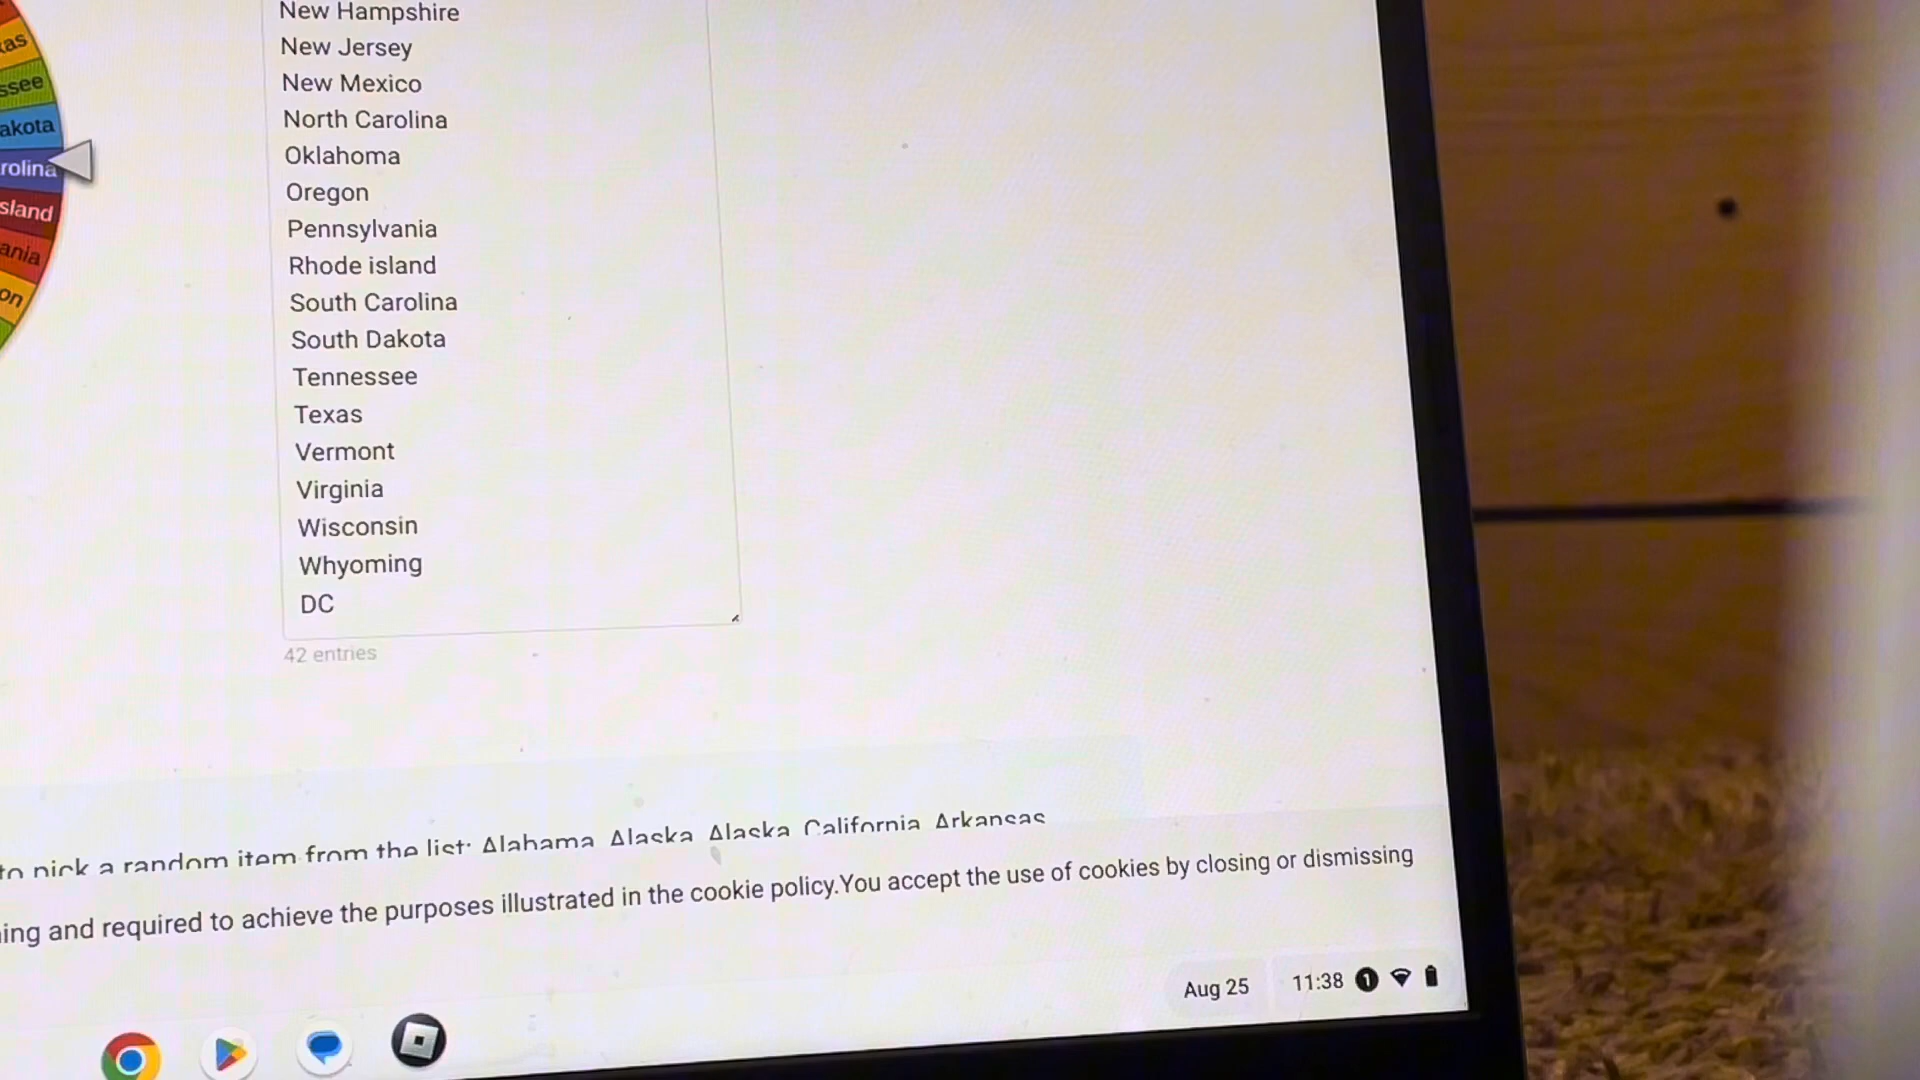 New Hampshire
New Jersey
New Mexico
North Carolina
Oklahoma
Oregon
Pennsylvania
Rhode island
South Carolina
South Dakota
Tennessee
Texas
Vermont
Virginia
Wisconsin
Whyoming
DC
42 entries
as
ssee
akota
rolina
sland
ania
on
to pick a random item from the list: Alabama Alaska Alaska California Arkansas
ing and required to achieve the purposes illustrated in the cookie policy.You accept the use of cookies by closing or dismissing
Aug 25
11:38
1